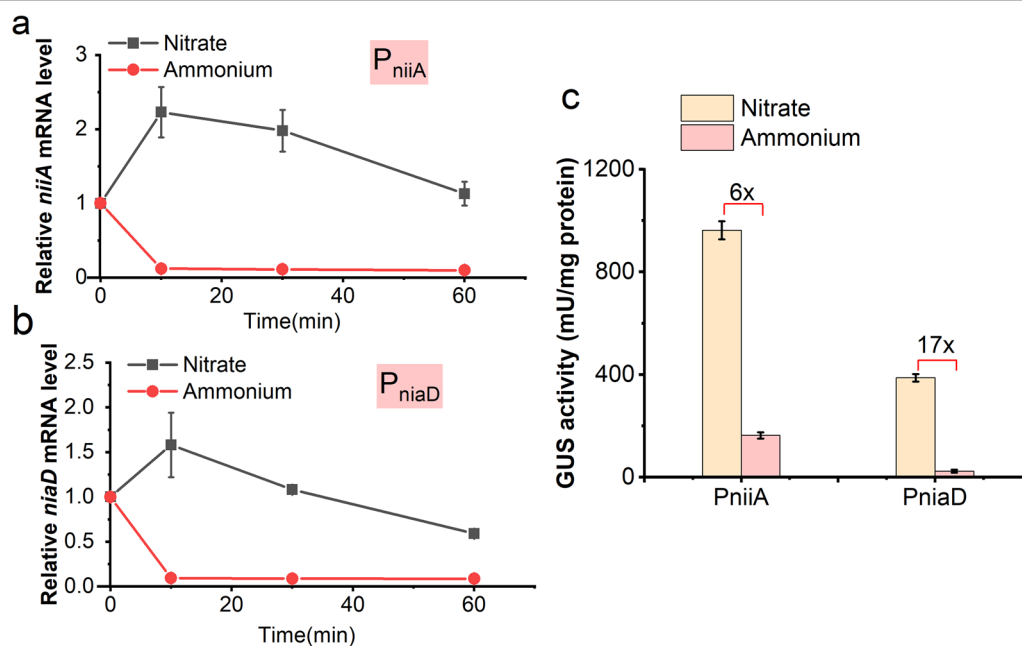 a
Nitrate
Ammonium
PniiA
Relative niiA mRNA level
3
2
1
0
0 20 40 60
Time(min)
b
Nitrate
Ammonium
PniaD
Relative niaD mRNA level
2.5
2.0
1.5
1.0
0.5
0.0
0 20 40 60
Time(min)
c
Nitrate
Ammonium
GUS activity (mU/mg protein)
1200
800
400
0
6x
17x
PniiA PniaD